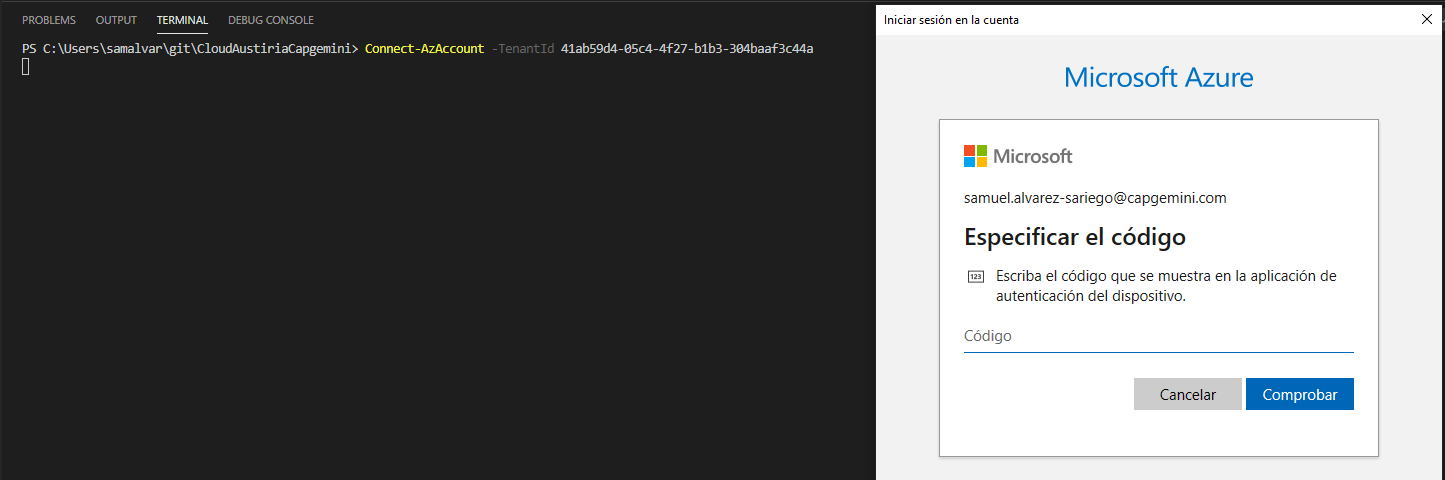 PROBLEMS OUTPUT TERMINAL DEBUG CONSOLE
PS C:\Users\samalvar\git\CloudAustiriaCapgemini> Connect-AzAccount -TenantId 41ab59d4-05c4-4f27-b1b3-304baaf3c44a
Iniciar sesión en la cuenta
Microsoft Azure
Microsoft
samuel.alvarez-sariego@capgemini.com
Especificar el código
123
Escriba el código que se muestra en la aplicación de
autenticación del dispositivo.
Código
Cancelar Comprobar